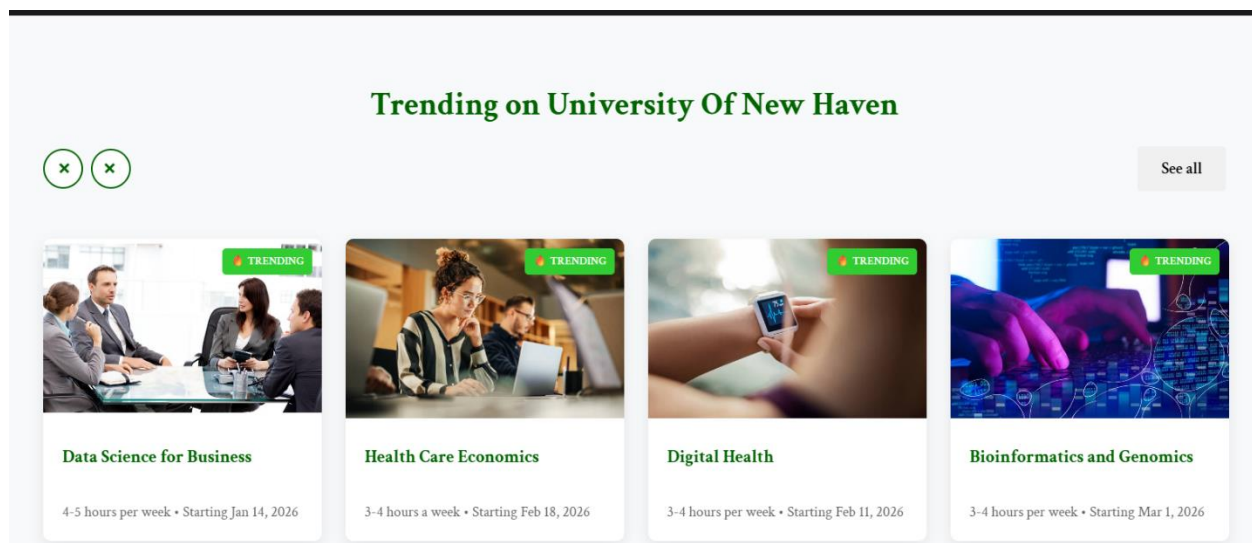 Trending on University Of New Haven
× ×
See all
🔥 TRENDING
🔥 TRENDING
🔥 TRENDING
🔥 TRENDING
Data Science for Business
Health Care Economics
Digital Health
Bioinformatics and Genomics
4-5 hours per week • Starting Jan 14, 2026
3-4 hours a week • Starting Feb 18, 2026
3-4 hours per week • Starting Feb 11, 2026
3-4 hours per week • Starting Mar 1, 2026